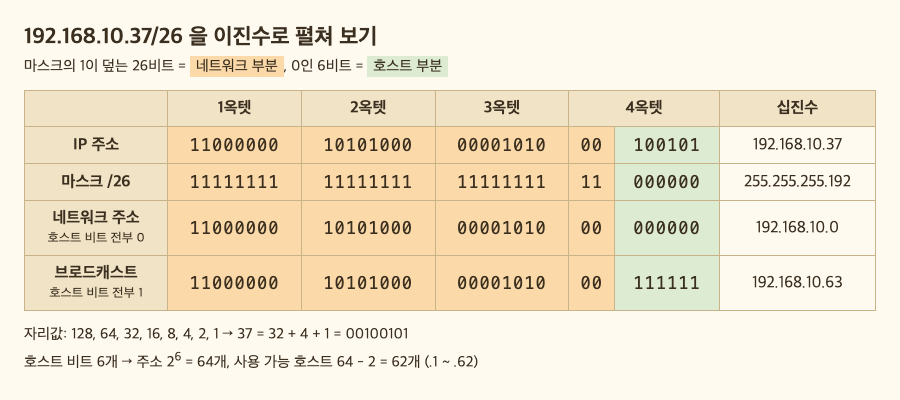 192.168.10.37/26 을 이진수로 펼쳐 보기
마스크의 1이 덮는 26비트 = 네트워크 부분, 0인 6비트 = 호스트 부분
1옥텟 2옥텟 3옥텟 4옥텟 십진수
IP 주소 11000000 10101000 00001010 00 100101 192.168.10.37
마스크 /26 11111111 11111111 11111111 11 000000 255.255.255.192
네트워크 주소
호스트 비트 전부 0
11000000 10101000 00001010 00 000000 192.168.10.0
브로드캐스트
호스트 비트 전부 1
11000000 10101000 00001010 00 111111 192.168.10.63
자리값: 128, 64, 32, 16, 8, 4, 2, 1 → 37 = 32 + 4 + 1 = 00100101
호스트 비트 6개 → 주소 2⁶ = 64개, 사용 가능 호스트 64 − 2 = 62개 (.1 ~ .62)